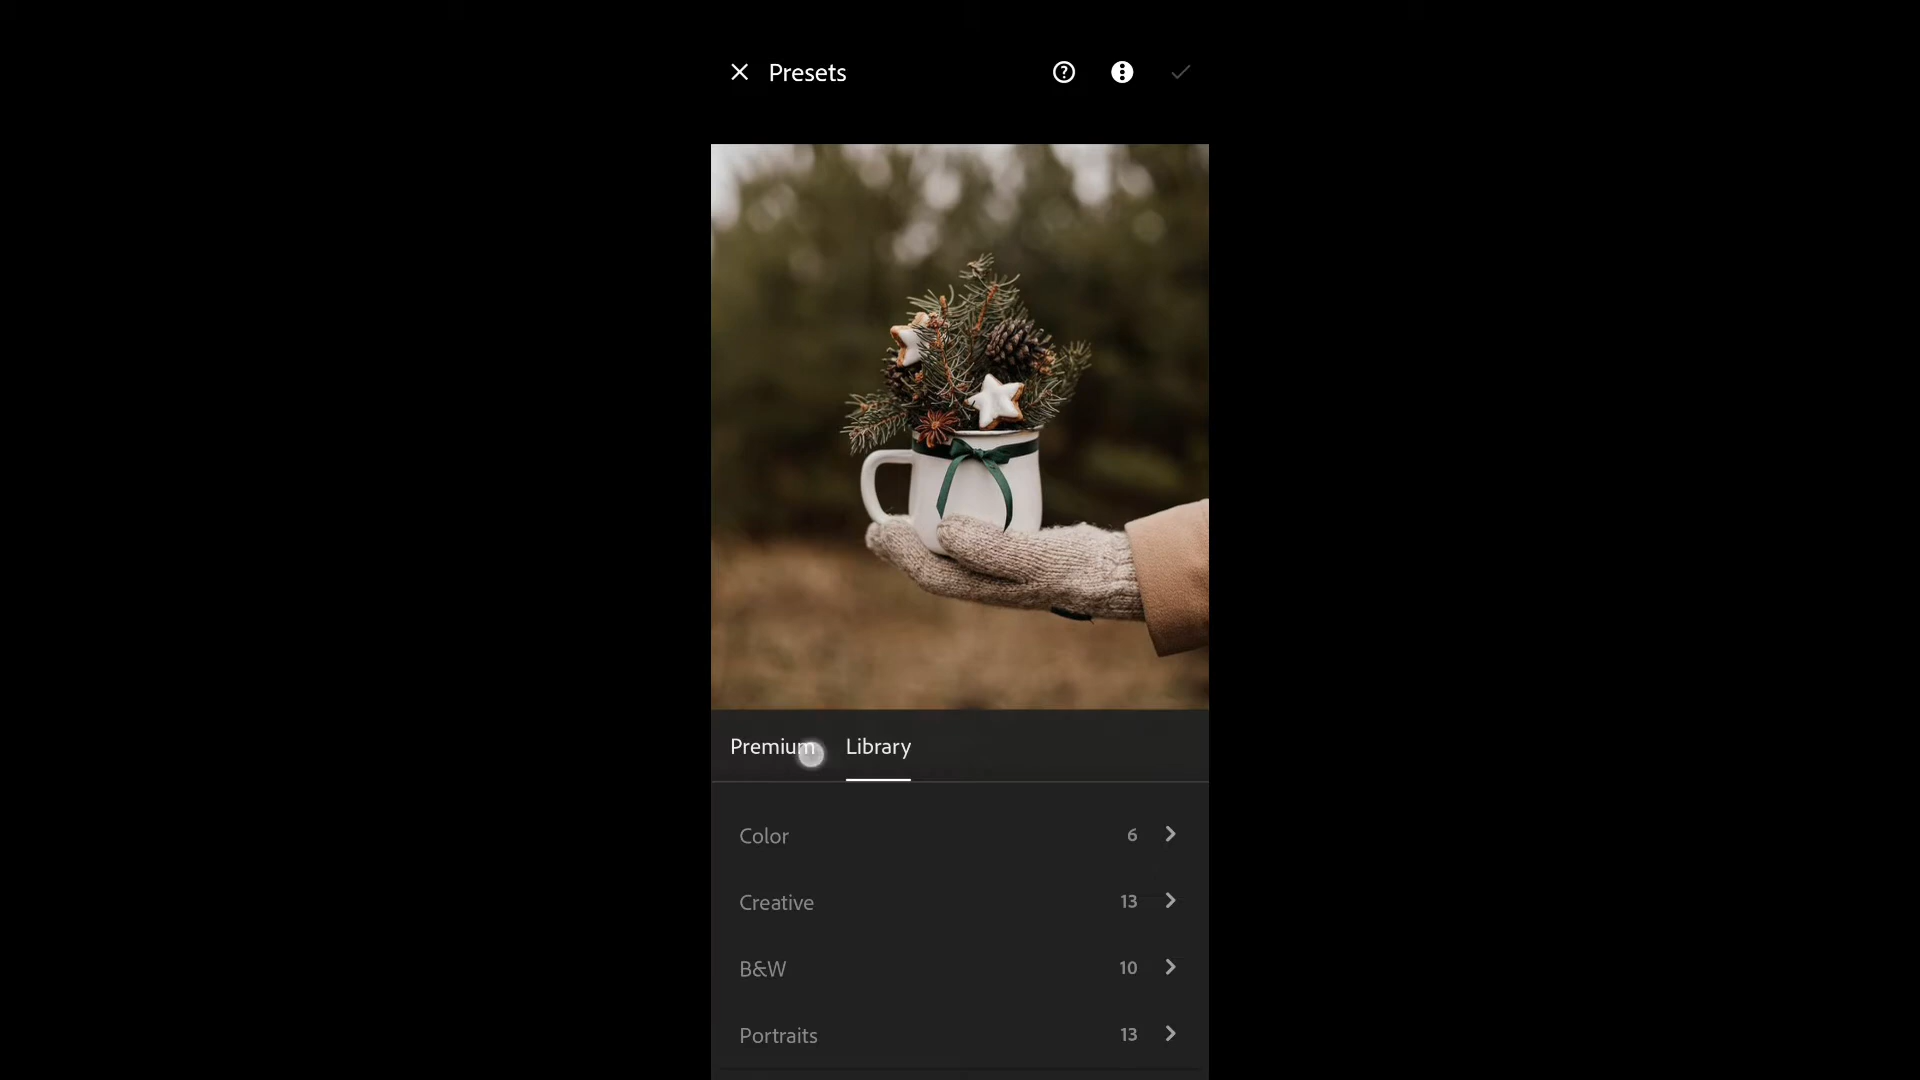 Presets
Premium Library
Color 6
Creative 13
B&W 10
Portraits 13